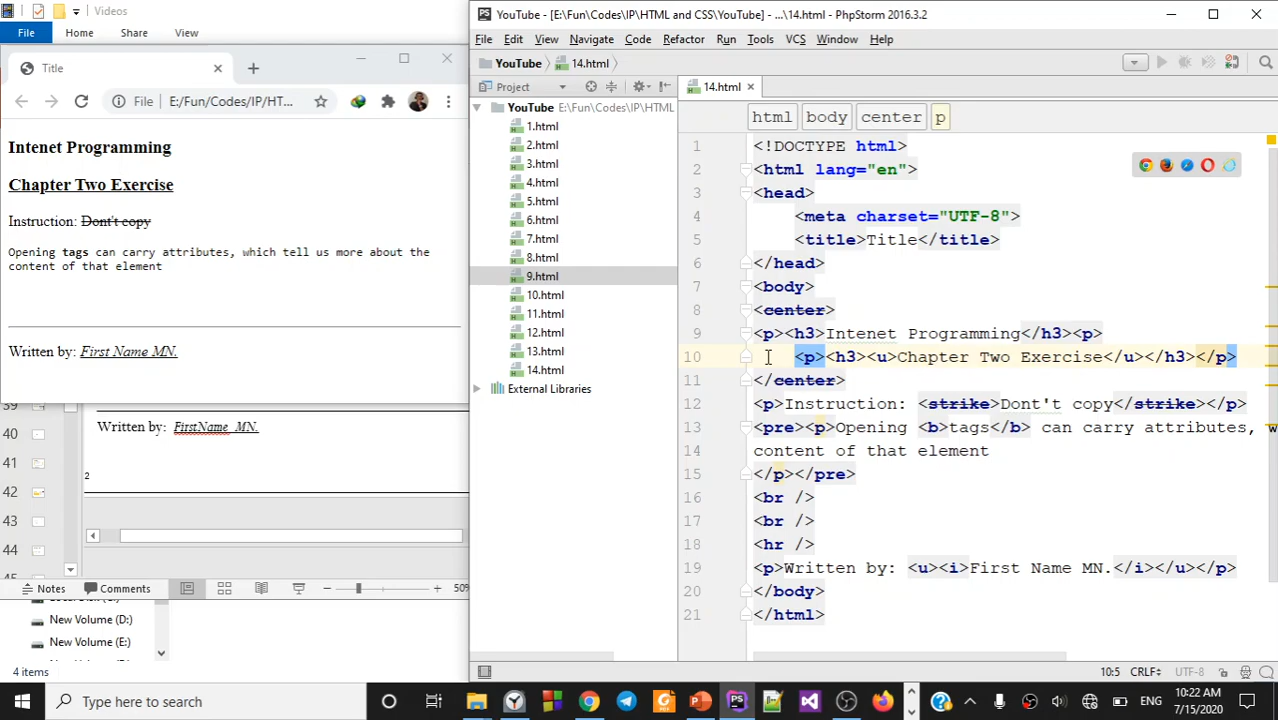 Videos
File Home Share View
Title
File E:/Fun/Codes/IP/HT...
Intenet Programming
Chapter Two Exercise
Instruction: Dont't copy
Opening tags can carry attributes, which tell us more about the
content of that element
Written by: First Name MN.
39
40
41
42
43
44
Written by: FirstName MN.
2
Notes Comments 50%
New Volume (D:)
New Volume (E:)
4 items
YouTube - [E:\Fun\Codes\IP\HTML and CSS\YouTube] - ...\14.html - PhpStorm 2016.3.2
File Edit View Navigate Code Refactor Run Tools VCS Window Help
YouTube 14.html
Project
YouTube E:\Fun\Codes\IP\HTML
1.html
2.html
3.html
4.html
5.html
6.html
7.html
8.html
9.html
10.html
11.html
12.html
13.html
14.html
External Libraries
14.html
html body center p
1 <!DOCTYPE html>
2 <html lang="en">
3 <head>
4 <meta charset="UTF-8">
5 <title>Title</title>
6 </head>
7 <body>
8 <center>
9 <p><h3>Intenet Programming</h3><p>
10 <p><h3><u>Chapter Two Exercise</u></h3></p>
11 </center>
12 <p>Instruction: <strike>Dont't copy</strike></p>
13 <pre><p>Opening <b>tags</b> can carry attributes, w
14 content of that element
15 </p></pre>
16 <br />
17 <br />
18 <hr />
19 <p>Written by: <u><i>First Name MN.</i></u></p>
20 </body>
21 </html>
10:5 CRLF UTF-8
Type here to search
ENG
10:22 AM
7/15/2020